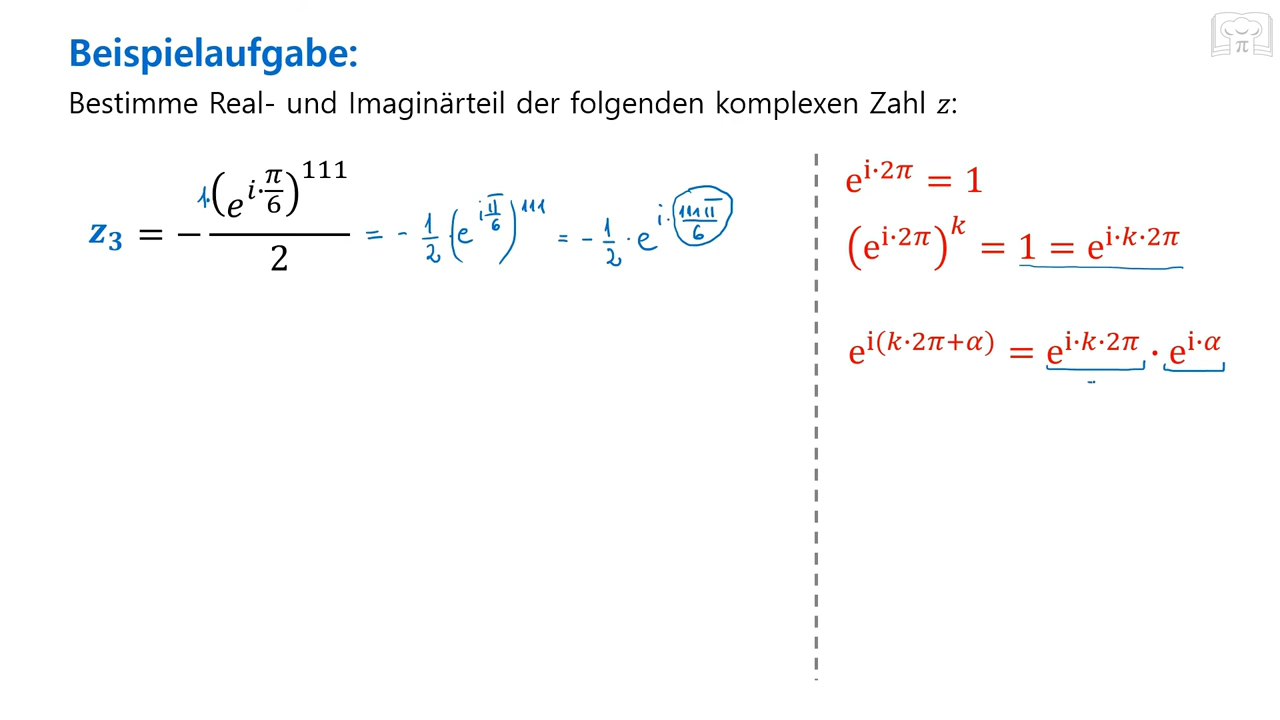 Beispielaufgabe:
Bestimme Real- und Imaginärteil der folgenden komplexen Zahl z:
z₃ = - 1·(e^{i·π/6})^{111} / 2 = - 1/2 · (e^{i π/6})^{111} = - 1/2 · e^{i· 111π/6}
e^{i·2π} = 1
(e^{i·2π})^k = 1 = e^{i·k·2π}
e^{i(k·2π+α)} = e^{i·k·2π} · e^{i·α}
π